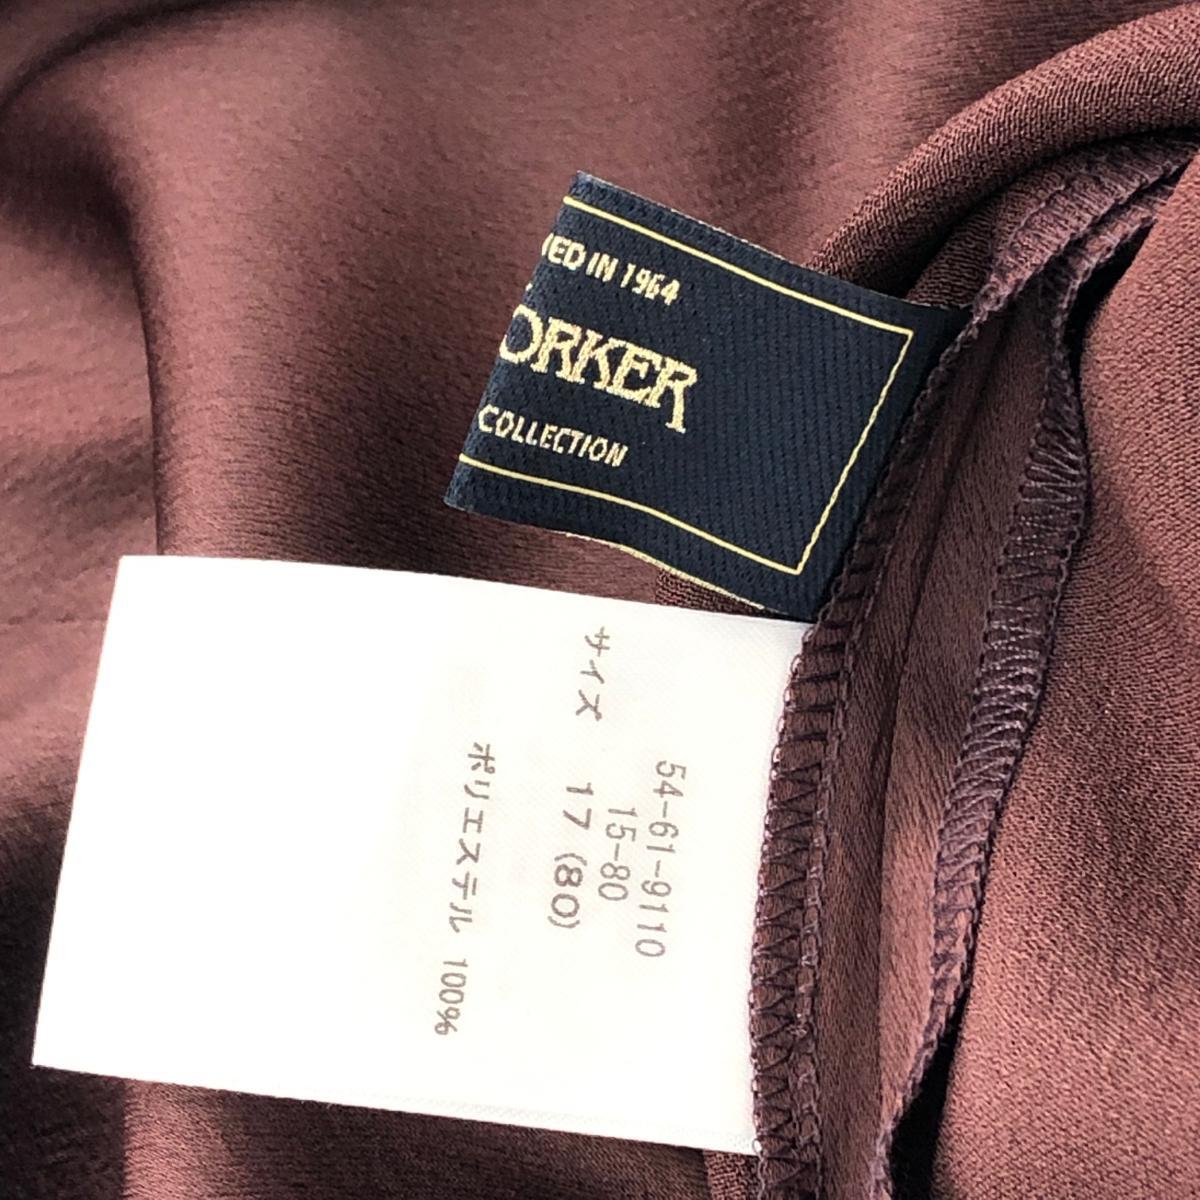 ED IN 1964
ORKER
COLLECTION
54-61-9110
15-80
サイズ 17 (80)
ポリエステル 100%